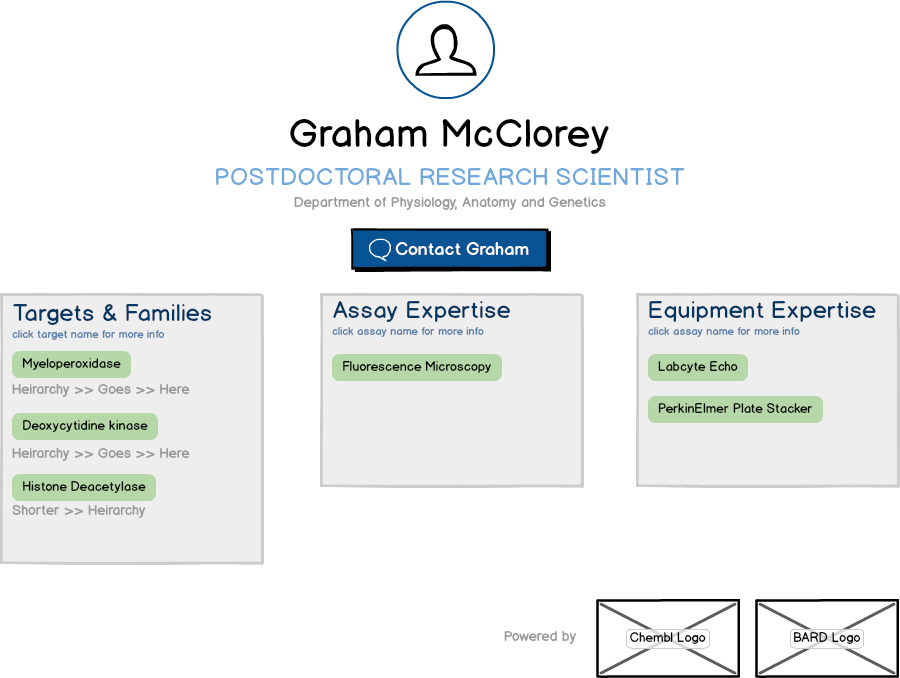 Graham McClorey
POSTDOCTORAL RESEARCH SCIENTIST
Department of Physiology, Anatomy and Genetics
Contact Graham
Targets & Families
click target name for more info
Myeloperoxidase
Heirarchy >> Goes >> Here
Deoxycytidine kinase
Heirarchy >> Goes >> Here
Histone Deacetylase
Shorter >> Heirarchy
Assay Expertise
click assay name for more info
Fluorescence Microscopy
Equipment Expertise
click assay name for more info
Labcyte Echo
PerkinElmer Plate Stacker
Powered by
Chembl Logo
BARD Logo